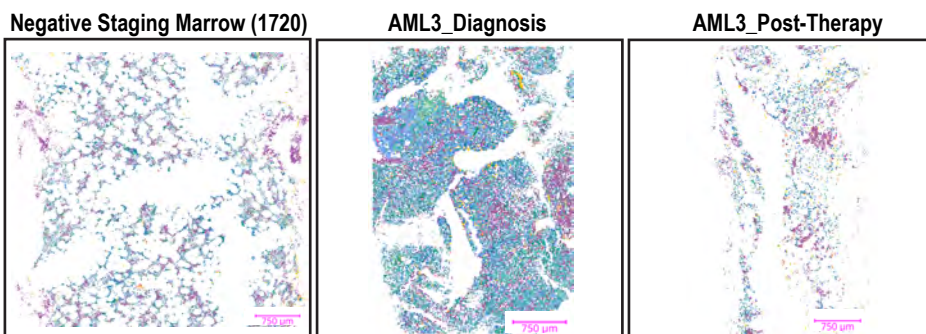 Negative Staging Marrow (1720)
AML3_Diagnosis
AML3_Post-Therapy
750 µm
750 µm
750 µm